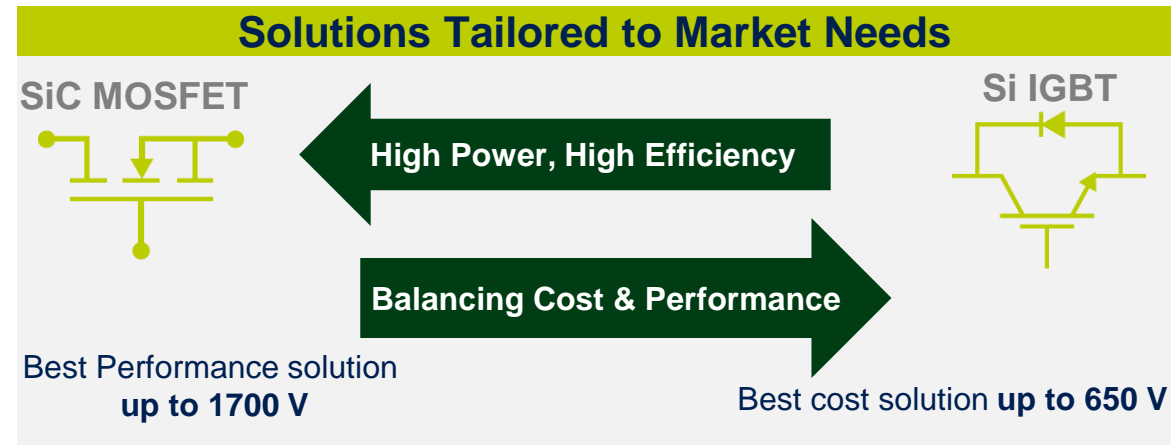 Solutions Tailored to Market Needs
SiC MOSFET
Si IGBT
High Power, High Efficiency
Balancing Cost & Performance
Best Performance solution
up to 1700 V
Best cost solution up to 650 V